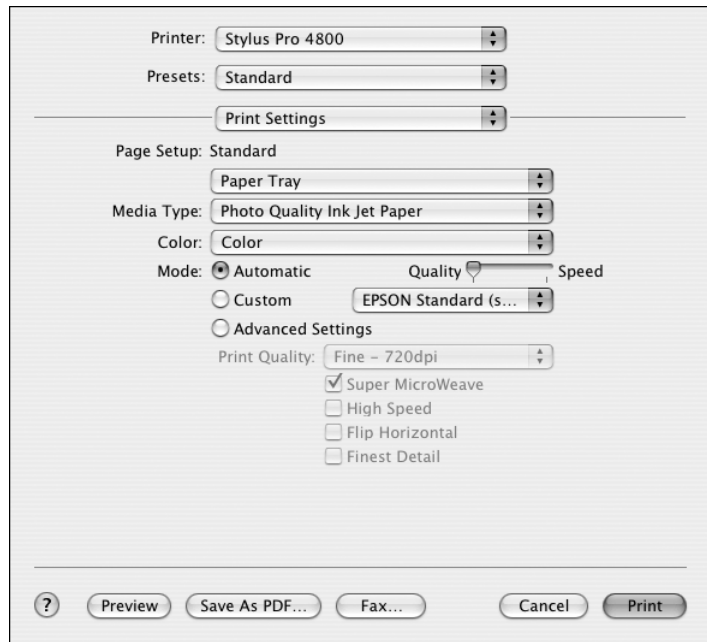 Printer: Stylus Pro 4800
Presets: Standard
Print Settings
Page Setup: Standard
Paper Tray
Media Type: Photo Quality Ink Jet Paper
Color: Color
Mode: Automatic Quality Speed
Custom EPSON Standard (s...
Advanced Settings
Print Quality: Fine – 720dpi
Super MicroWeave
High Speed
Flip Horizontal
Finest Detail
? Preview Save As PDF... Fax... Cancel Print